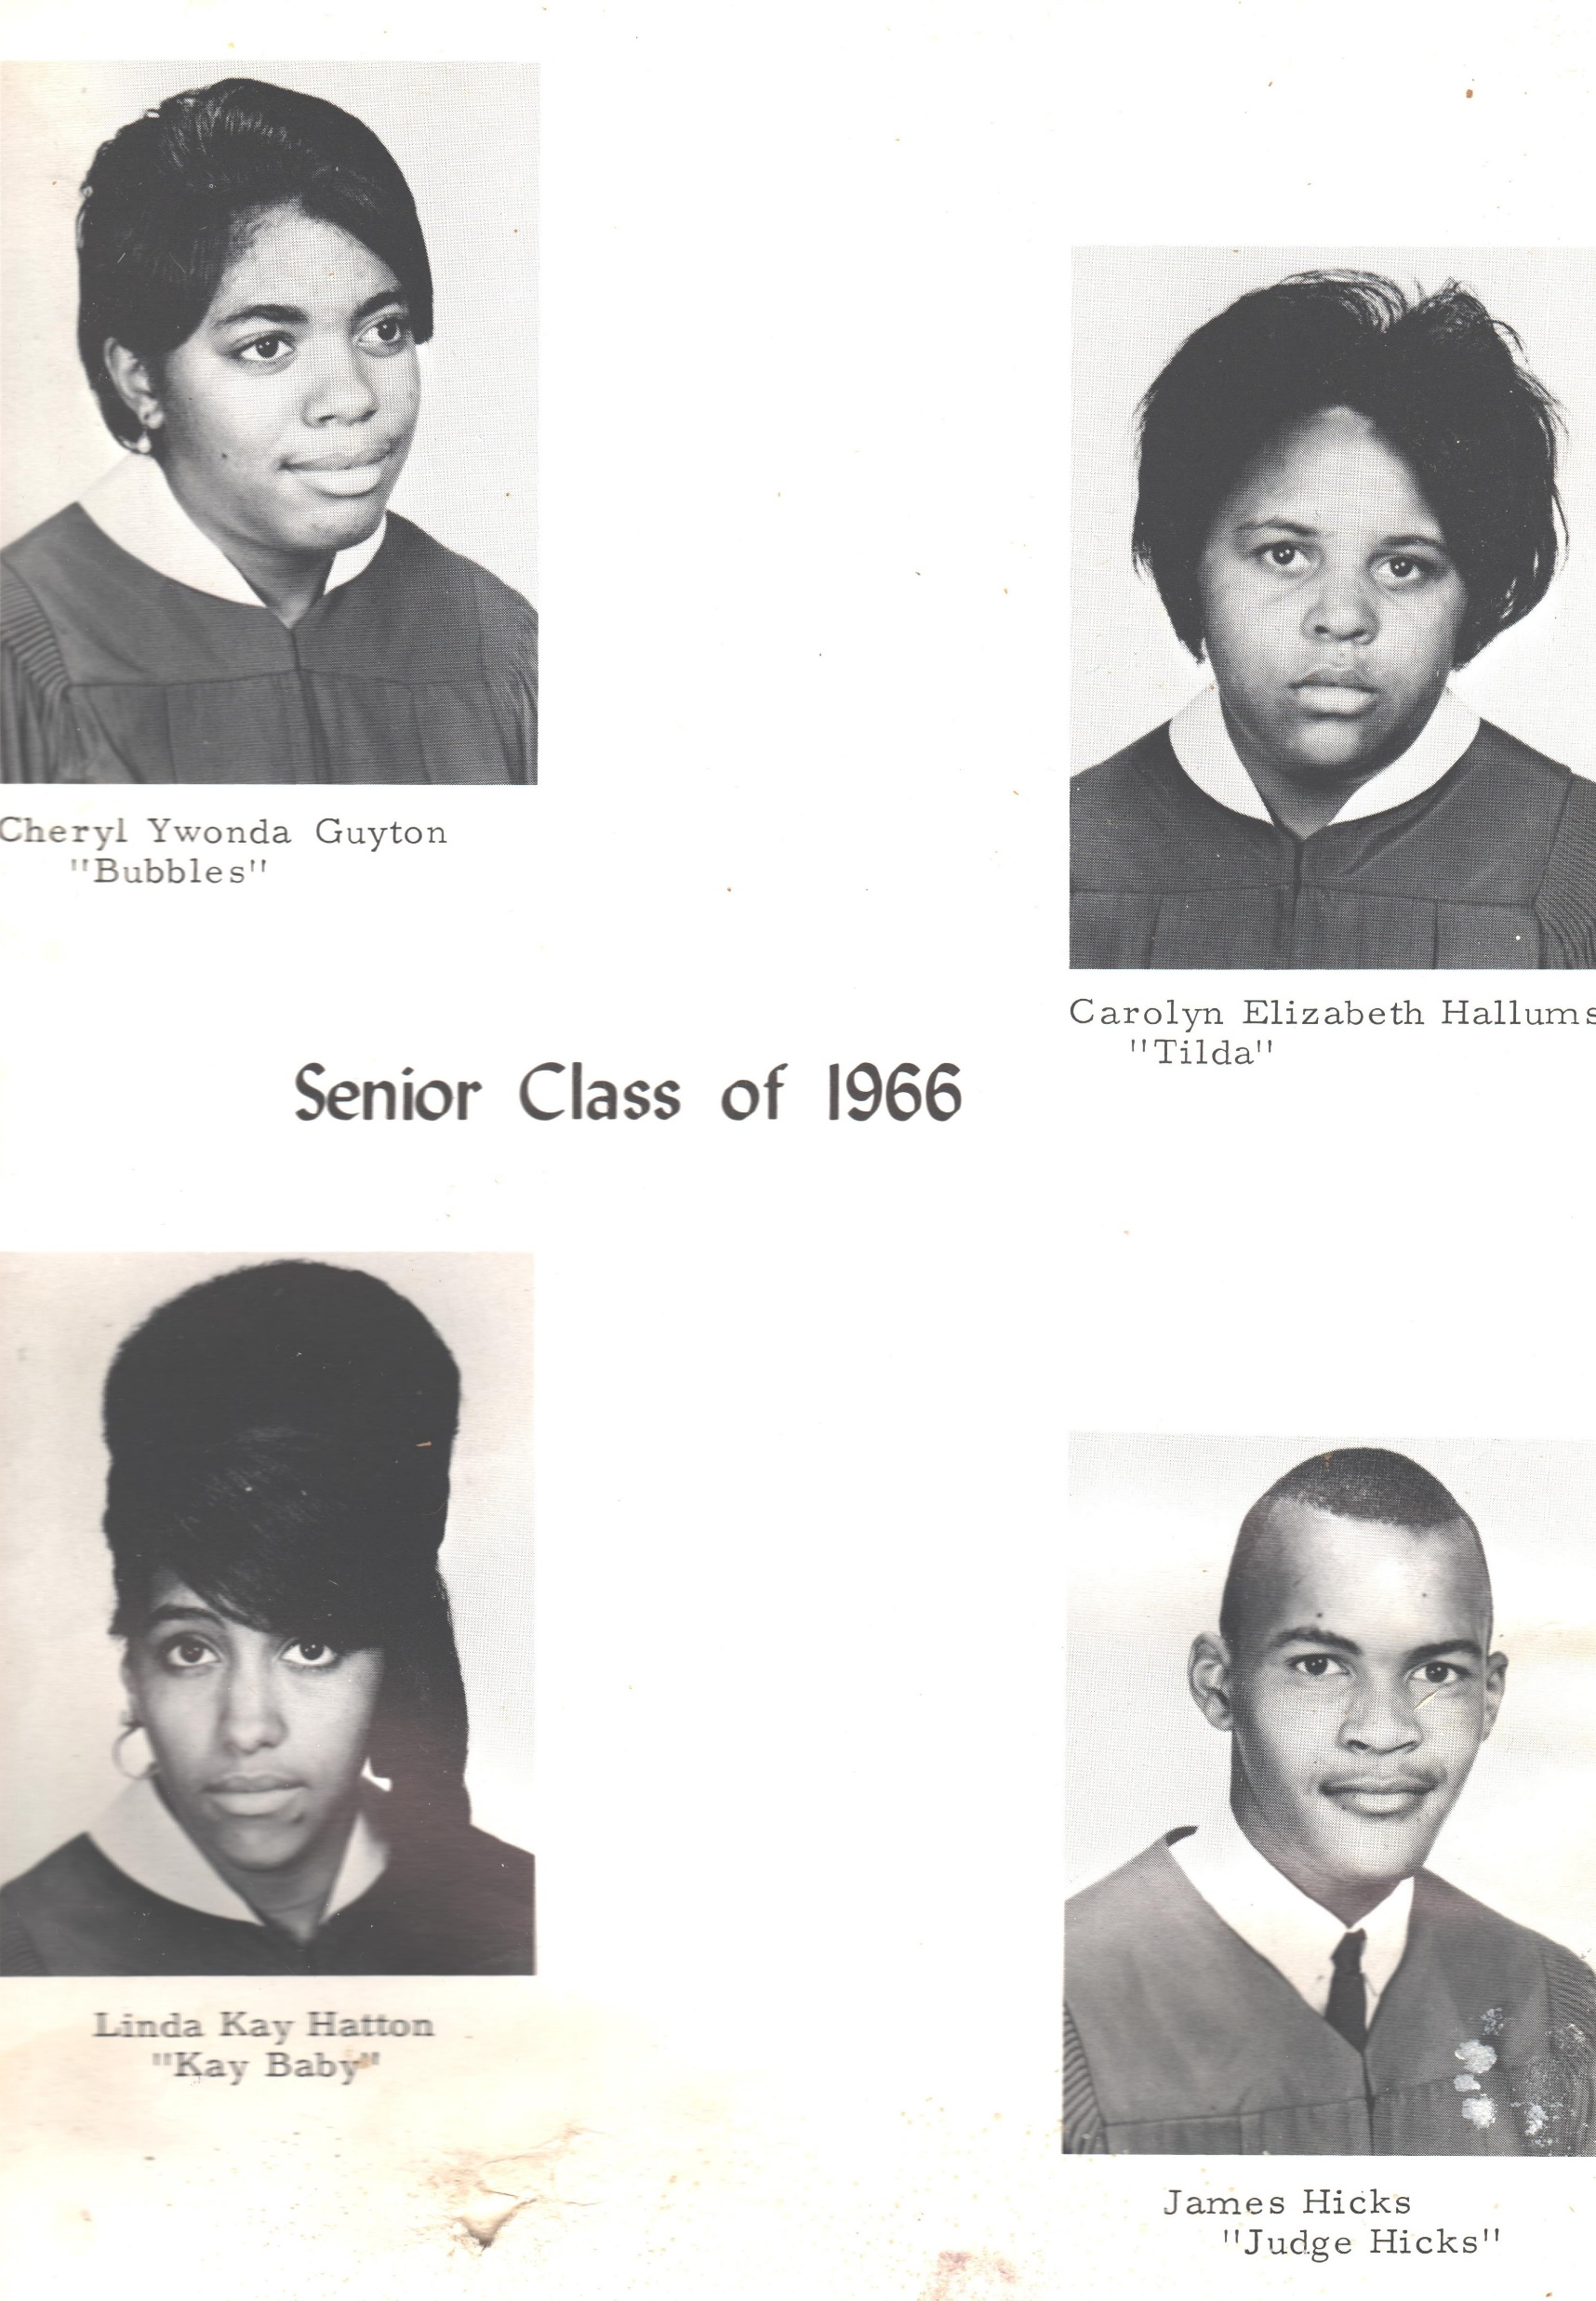 Cheryl Ywonda Guyton
"Bubbles"
Carolyn Elizabeth Hallums
"Tilda"
Senior Class of 1966
Linda Kay Hatton
"Kay Baby"
James Hicks
"Judge Hicks"